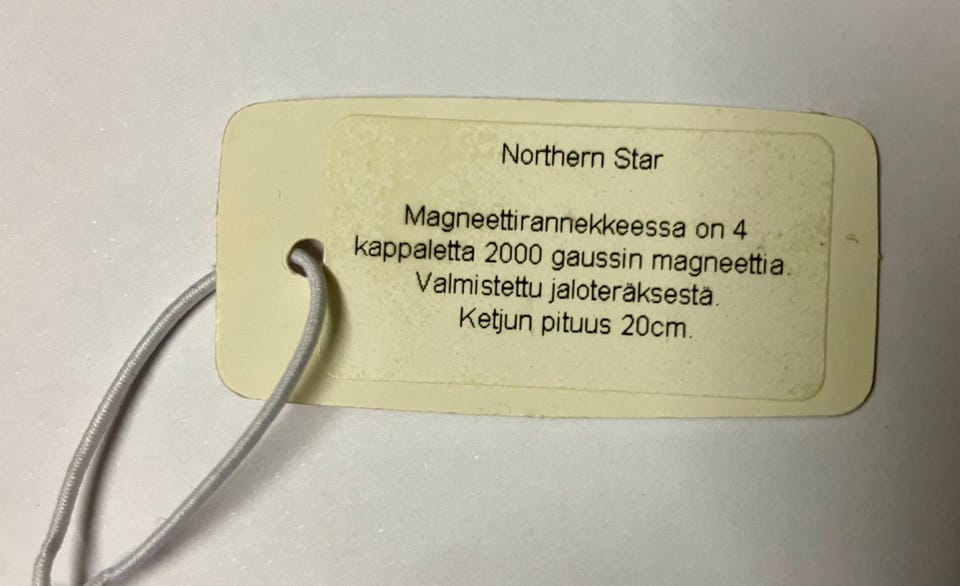 Northern Star
Magneettirannekkeessa on 4
kappaletta 2000 gaussin magneettia.
Valmistettu jaloteräksestä.
Ketjun pituus 20cm.